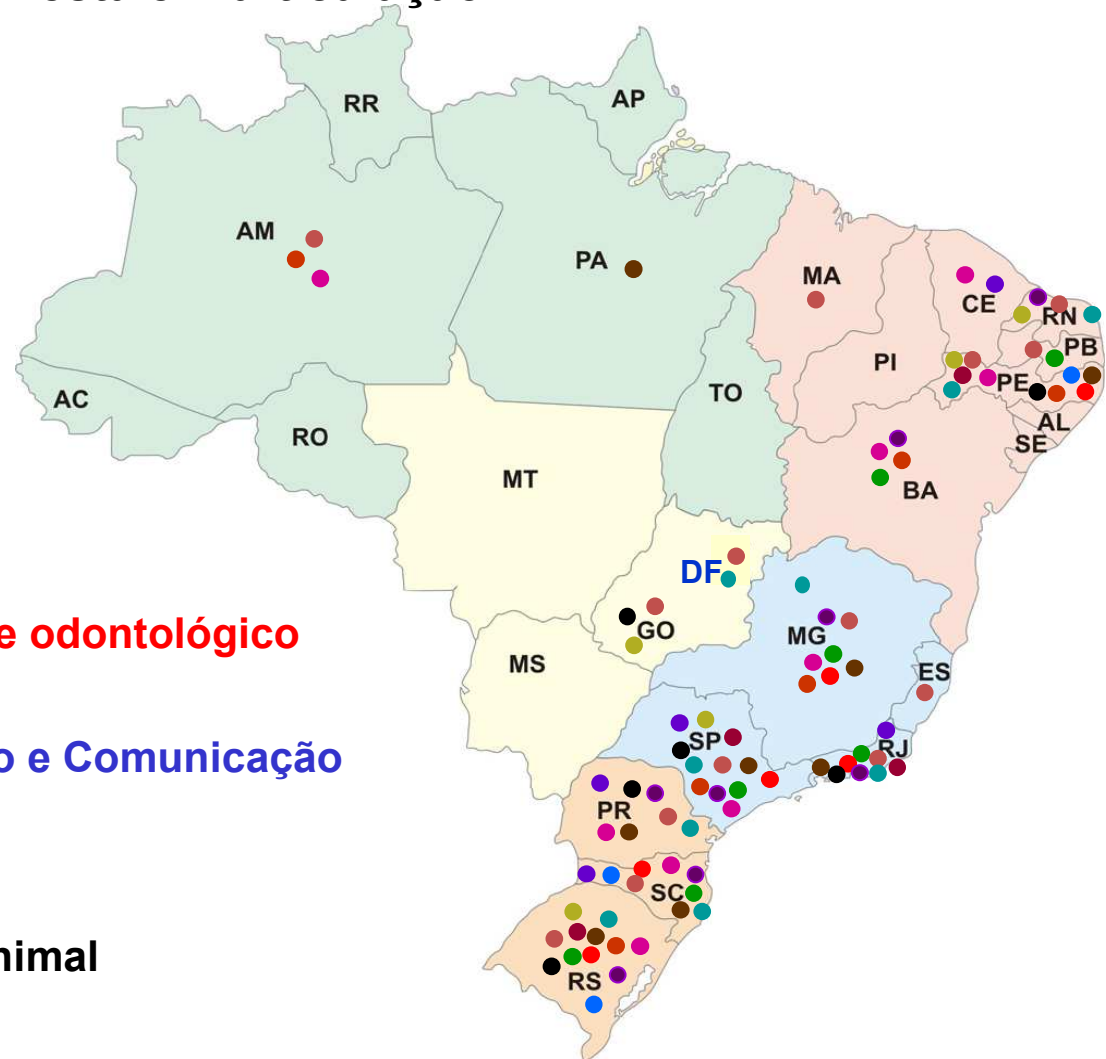 RR
AP
AM
PA
MA
CE
RN
PB
PI
PE
AC
TO
AL
SE
RO
MT
BA
DF
e odontológico
GO
MG
MS
ES
SP
RJ
o e Comunicação
PR
SC
nimal
RS